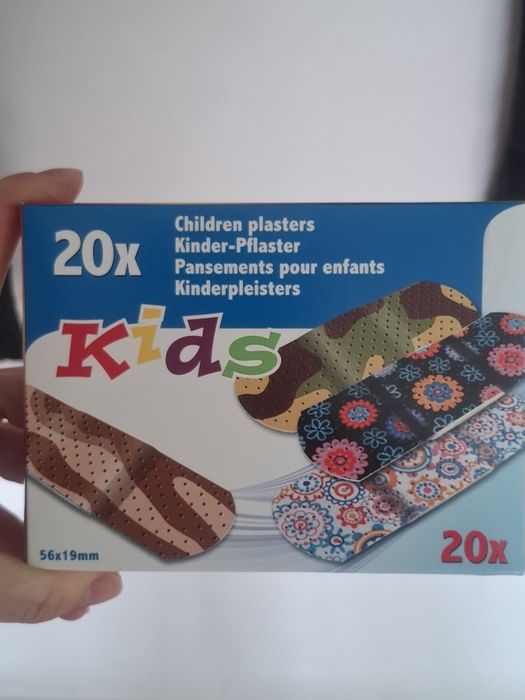 20x
Children plasters
Kinder-Pflaster
Pansements pour enfants
Kinderpleisters
Kids
56x19mm
20x